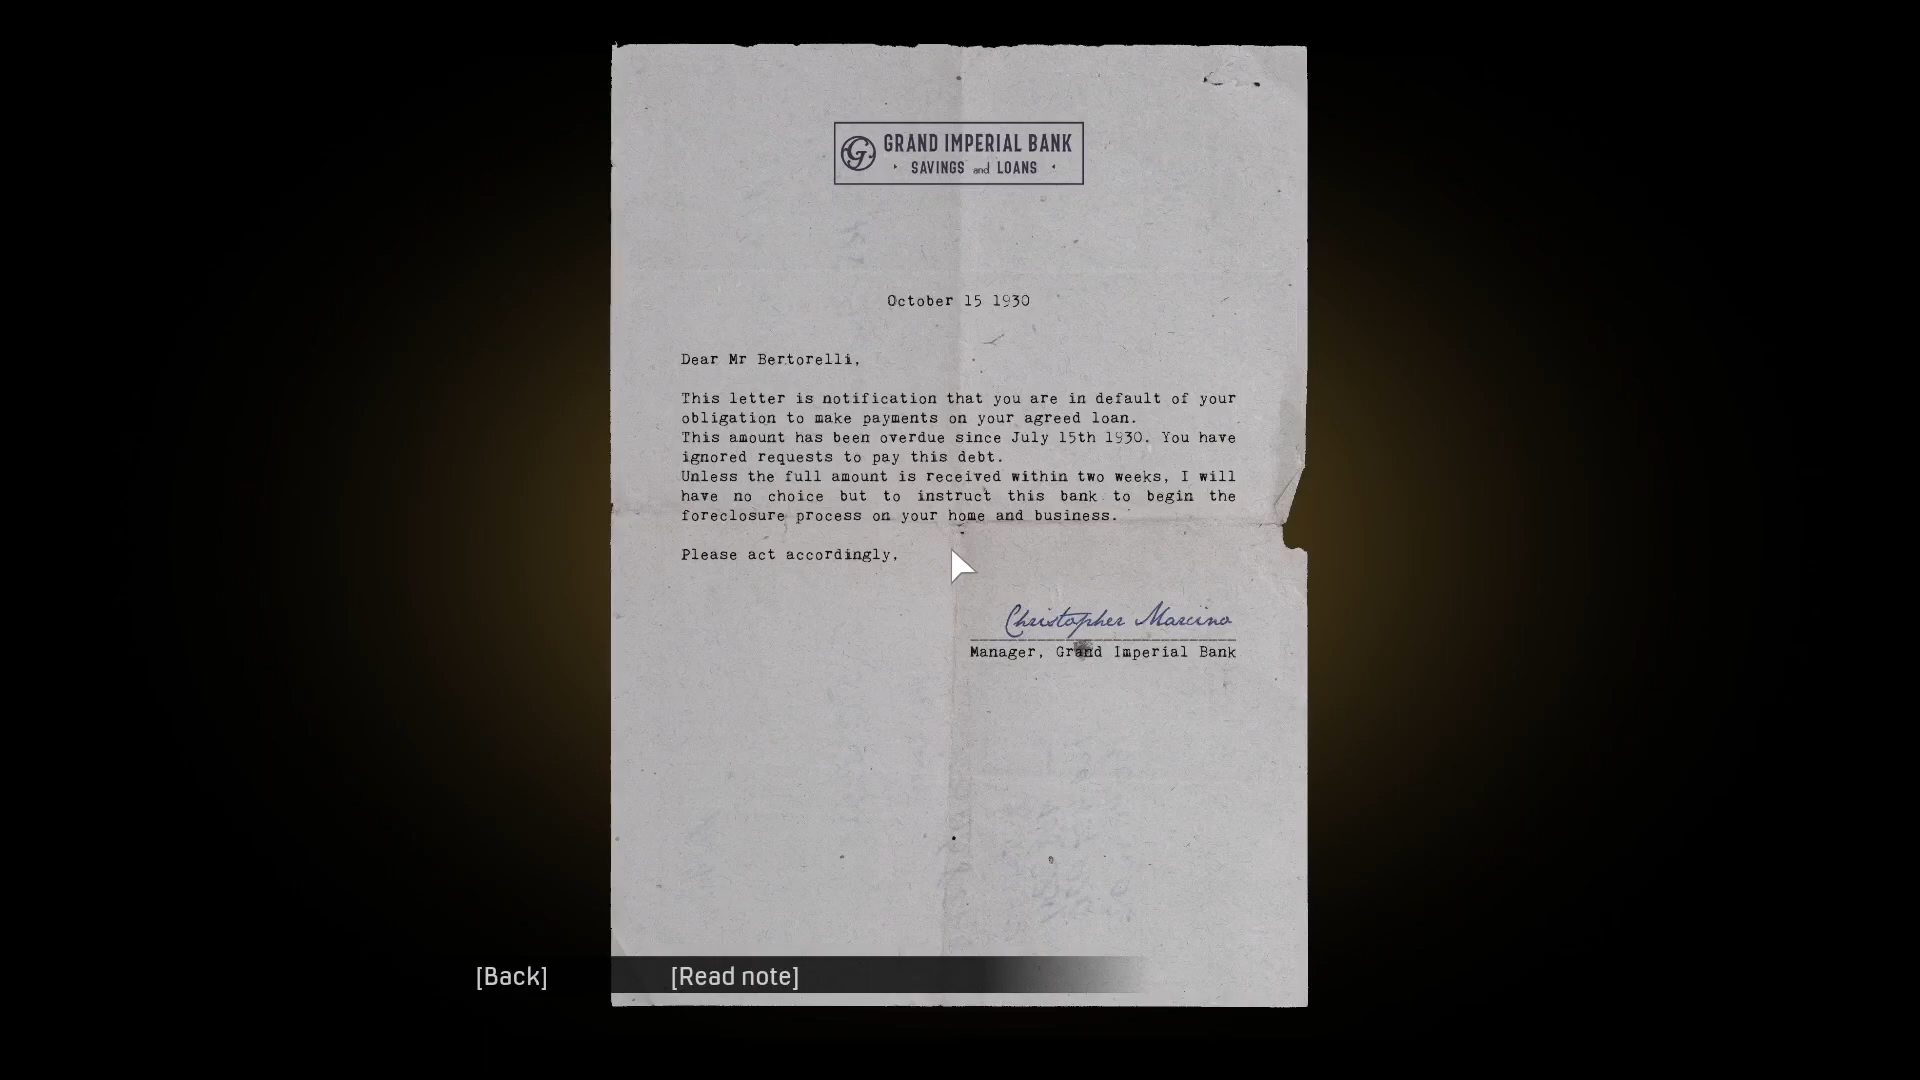 G GRAND IMPERIAL BANK
SAVINGS and LOANS
October 15 1930
Dear Mr Bertorelli,
This letter is notification that you are in default of your
obligation to make payments on your agreed loan.
This amount has been overdue since July 15th 1930. You have
ignored requests to pay this debt.
Unless the full amount is received within two weeks, I will
have no choice but to instruct this bank to begin the
foreclosure process on your home and business.
Please act accordingly,
Christopher Marcino
Manager, Grand Imperial Bank
[Back] [Read note]